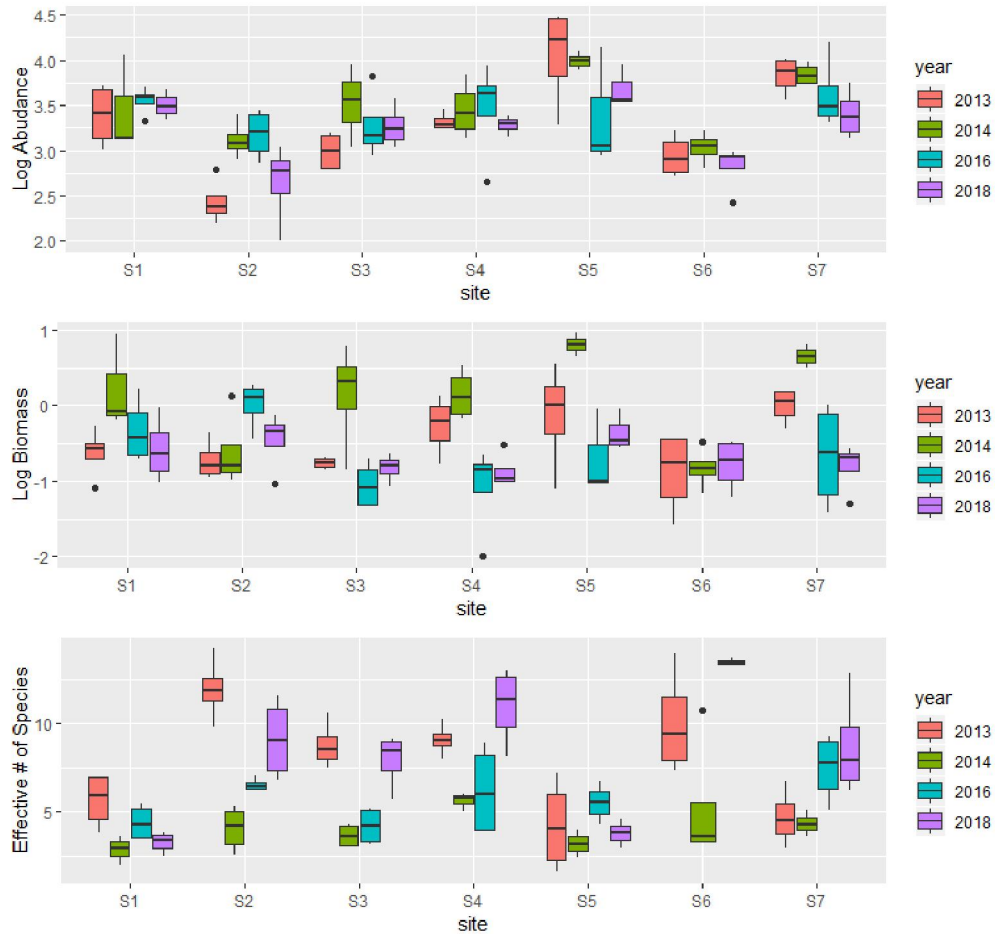 Log Abudance
4.5
4.0
3.5
3.0
2.5
2.0
S1 S2 S3 S4 S5 S6 S7
site
year
2013
2014
2016
2018
Log Biomass
1
0
-1
-2
S1 S2 S3 S4 S5 S6 S7
site
year
2013
2014
2016
2018
Effective # of Species
10
5
S1 S2 S3 S4 S5 S6 S7
site
year
2013
2014
2016
2018